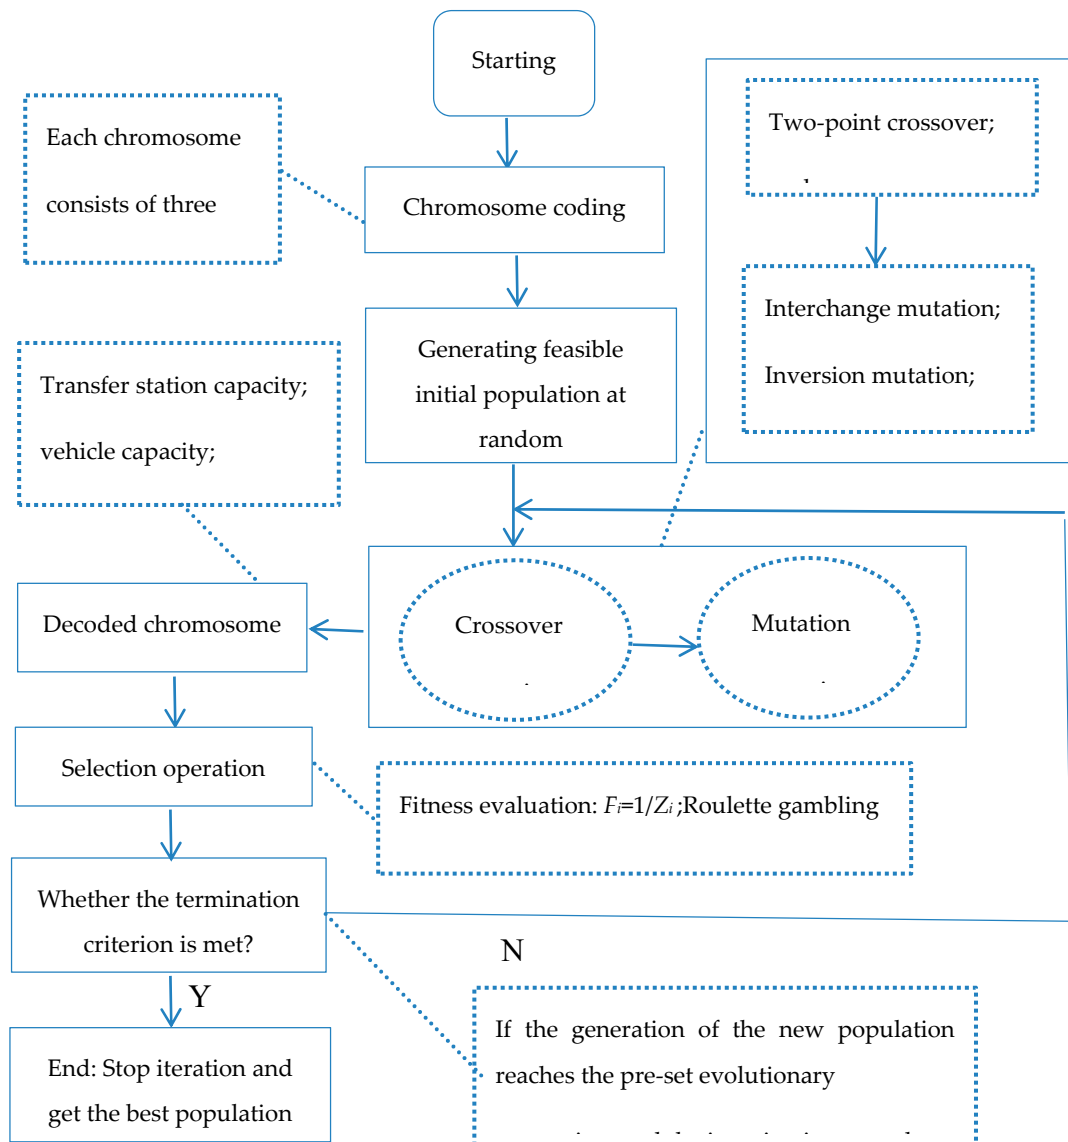 Starting
Each chromosome
consists of three
Chromosome coding
Two-point crossover;
Interchange mutation;
Inversion mutation;
Generating feasible
initial population at
random
Transfer station capacity;
vehicle capacity;
Crossover
Mutation
Decoded chromosome
Selection operation
Fitness evaluation: Fi=1/Zi ;Roulette gambling
Whether the termination
criterion is met?
N
Y
If the generation of the new population
reaches the pre-set evolutionary
End: Stop iteration and
get the best population